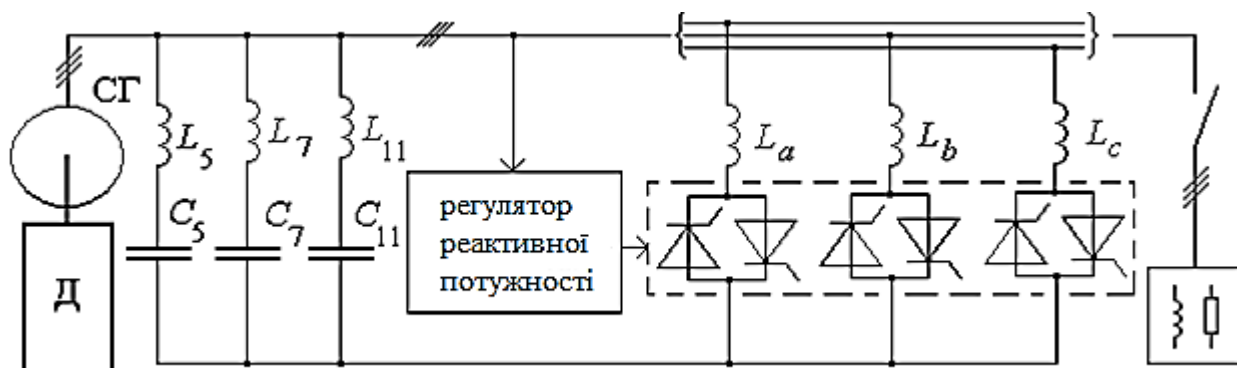 СГ
L5
L7
L11
La
Lb
Lc
C5
C7
C11
регулятор
реактивної
потужності
Д